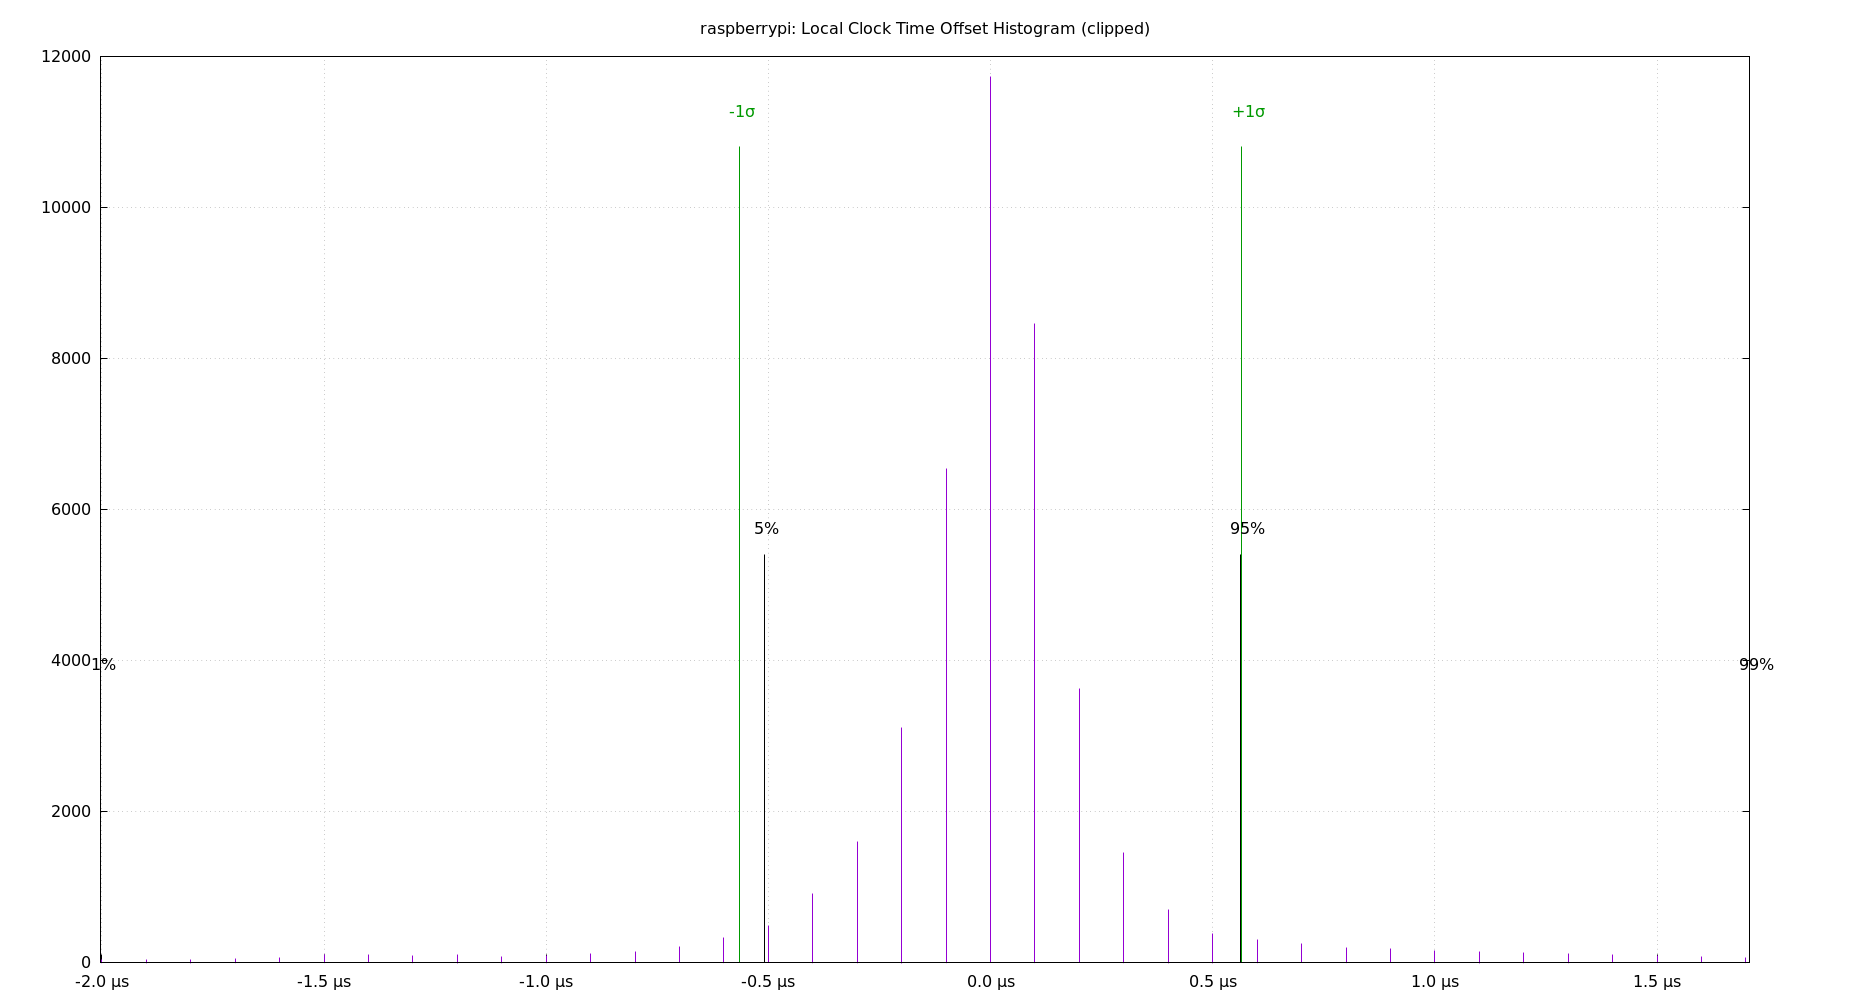 raspberrypi: Local Clock Time Offset Histogram (clipped)
12000
-1σ
+1σ
10000
8000
6000
5%
95%
4000
1%
99%
2000
0
-2.0 µs
-1.5 µs
-1.0 µs
-0.5 µs
0.0 µs
0.5 µs
1.0 µs
1.5 µs